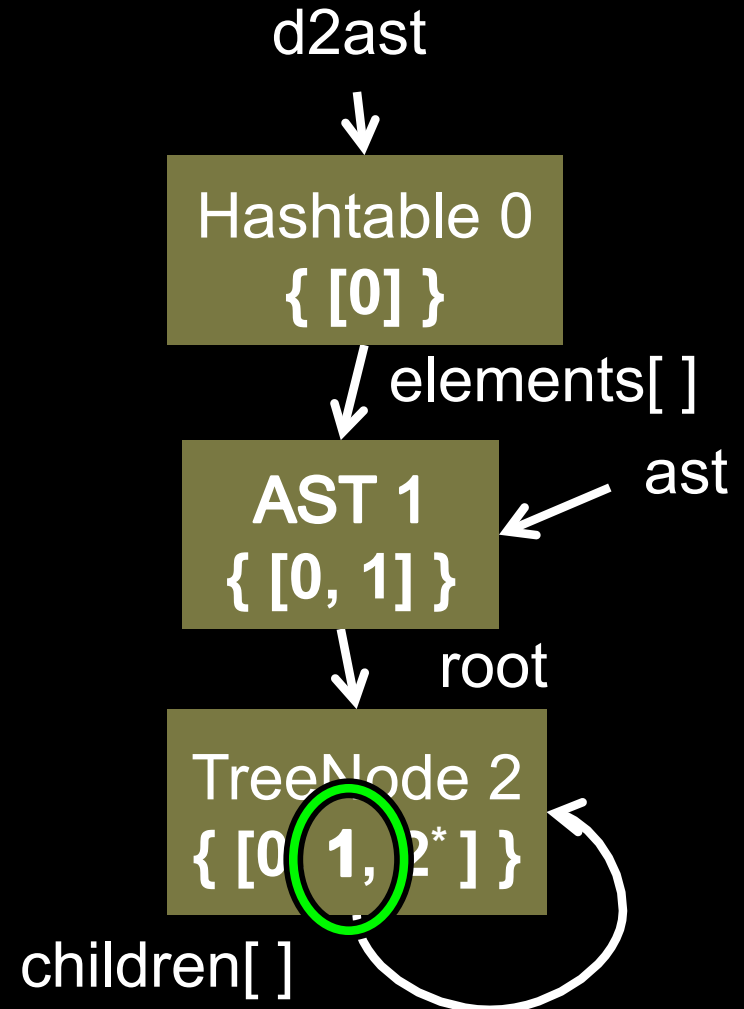 d2ast
Hashtable 0
{ [0] }
elements[ ]
AST 1
{ [0, 1] }
ast
root
TreeNode 2
{ [0 1, 2* ] }
children[ ]